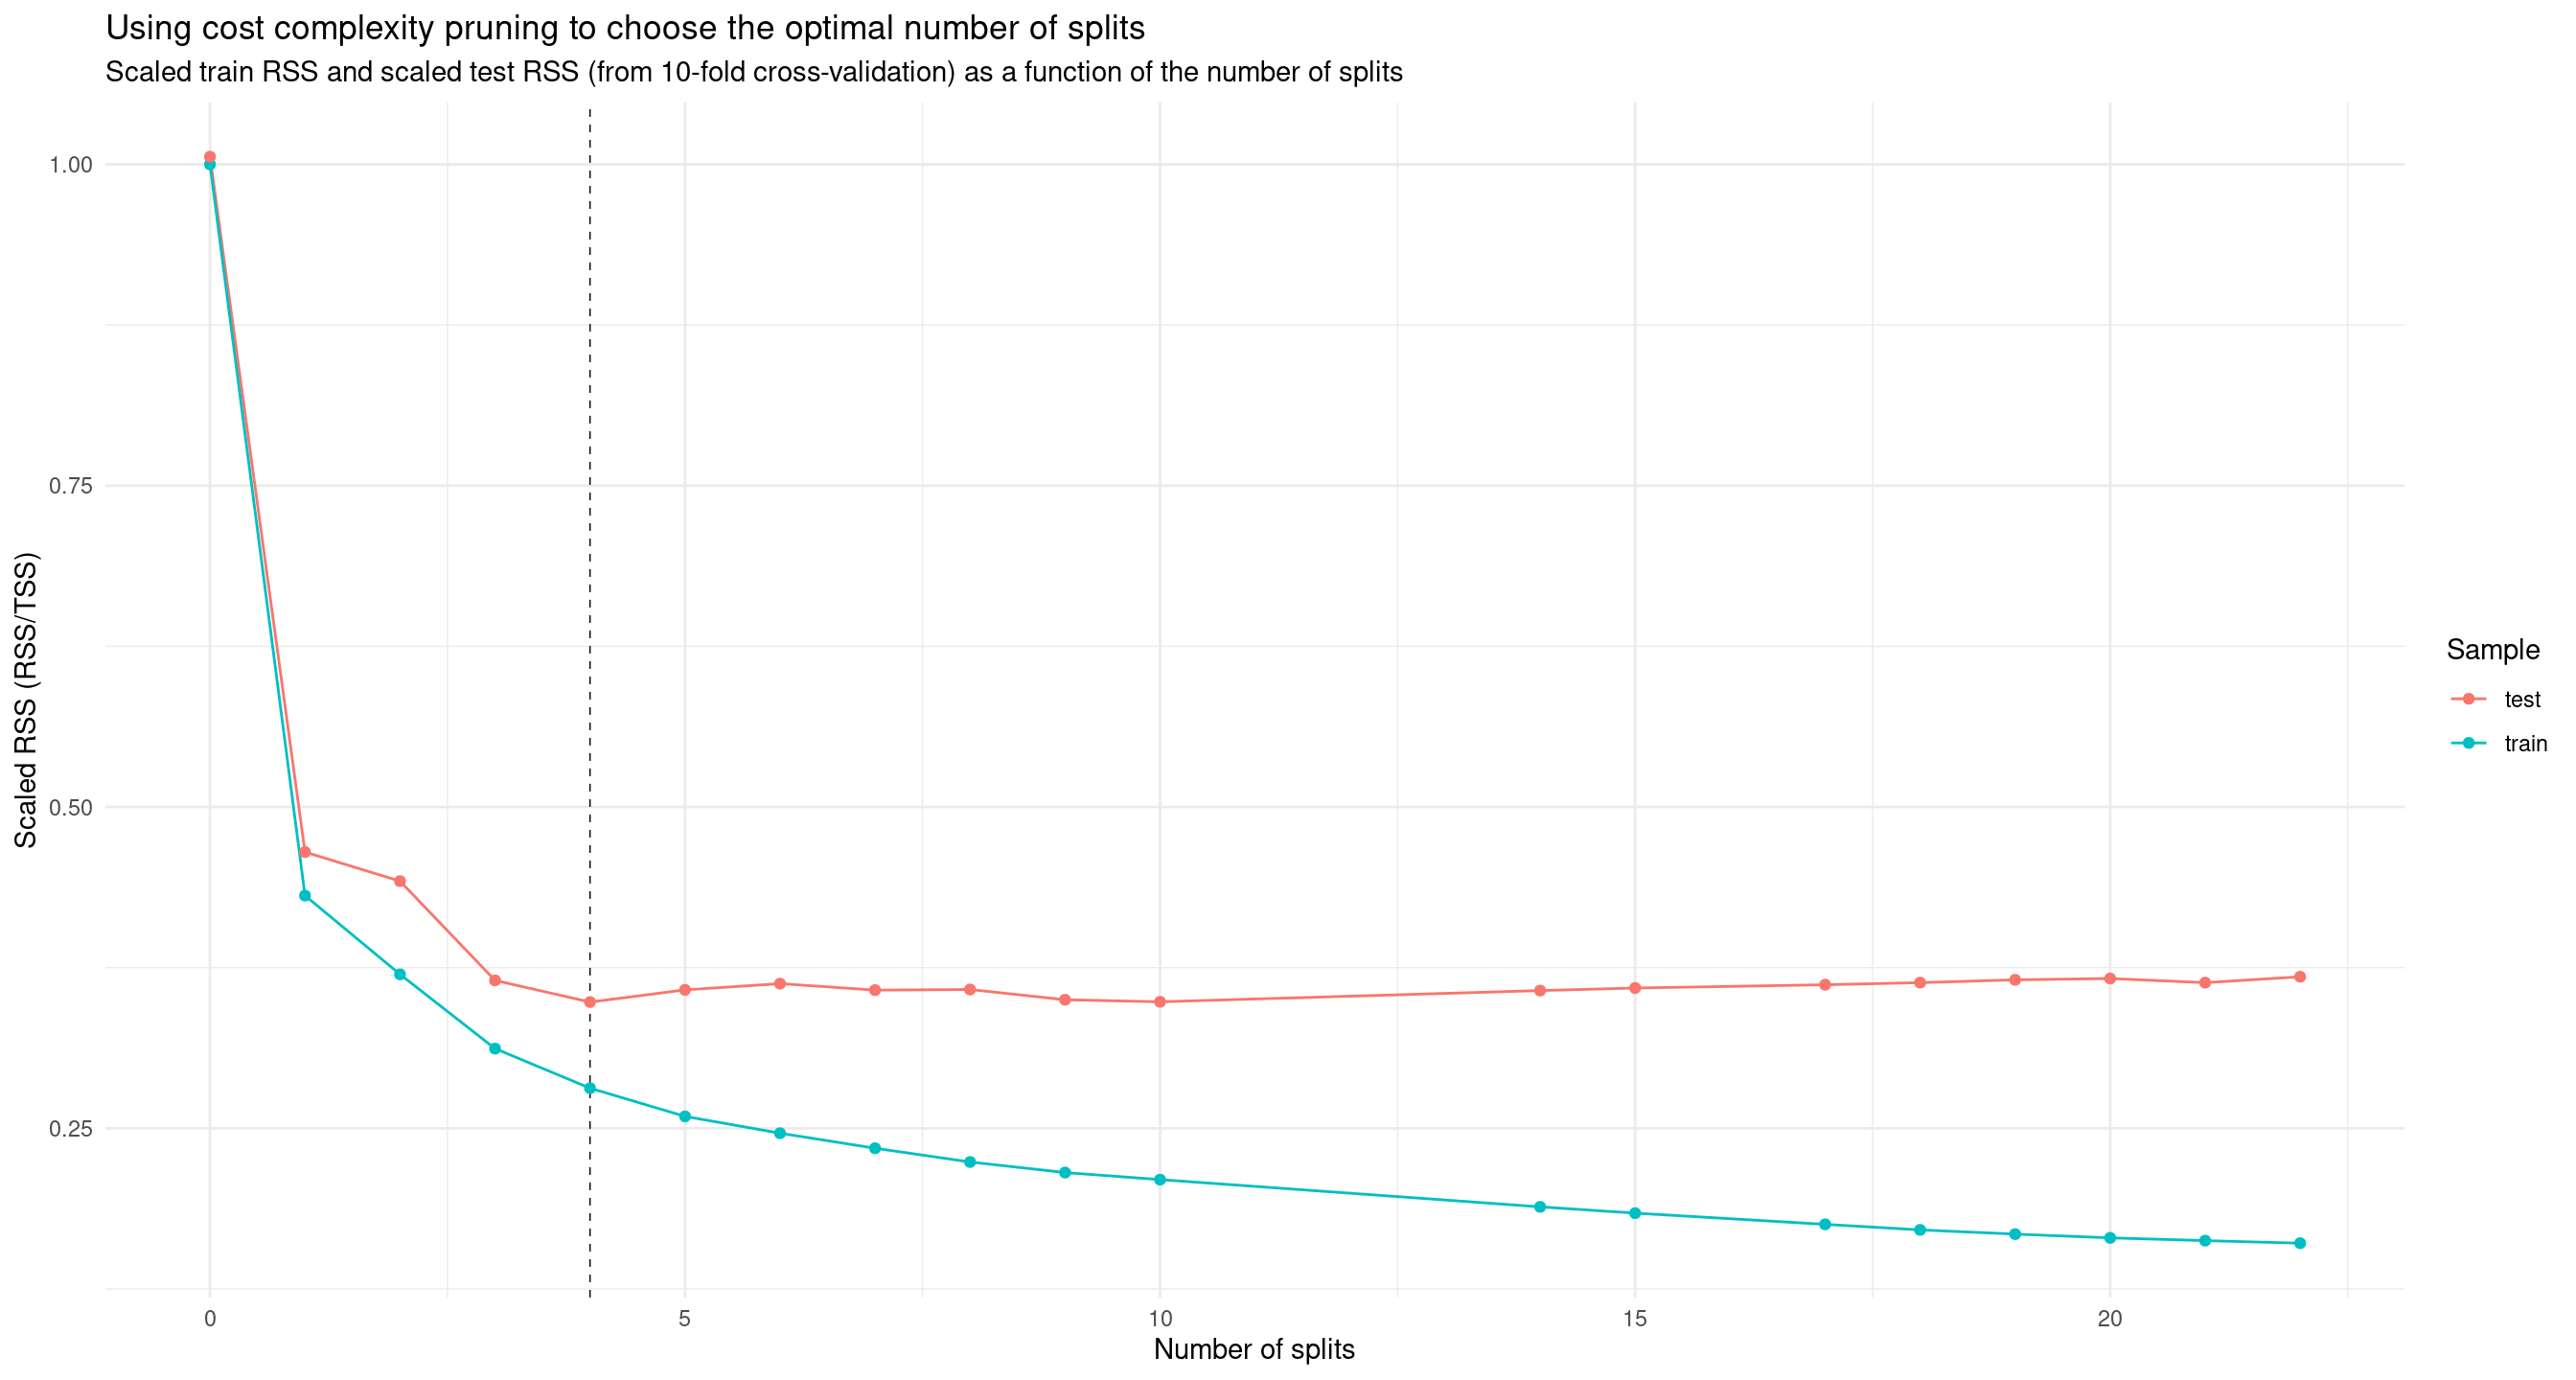 Using cost complexity pruning to choose the optimal number of splits
Scaled train RSS and scaled test RSS (from 10-fold cross-validation) as a function of the number of splits
Scaled RSS (RSS/TSS)
1.00
0.75
0.50
0.25
0 5 10 15 20
Number of splits
Sample
test
train